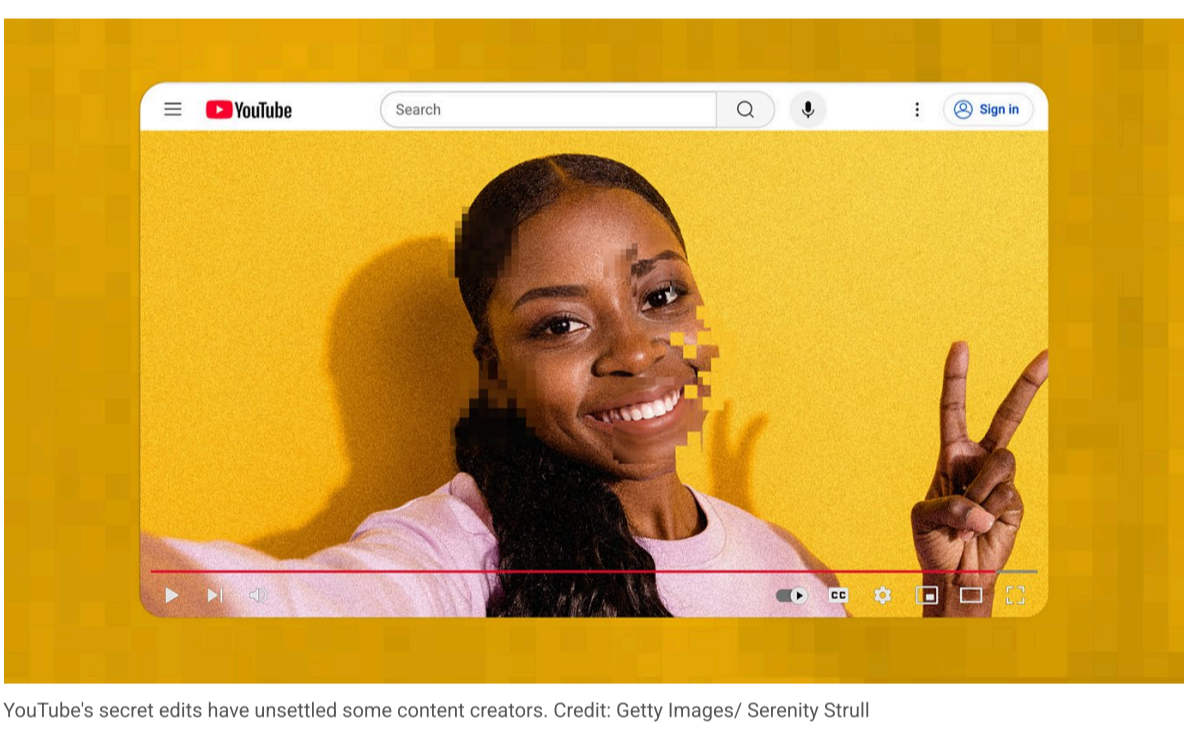 YouTube
Search
Sign in
CC
YouTube's secret edits have unsettled some content creators. Credit: Getty Images/ Serenity Strull